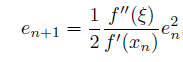 e_{n+1} = \frac{1}{2} \frac{f''(\xi)}{f'(x_n)} e_n^2